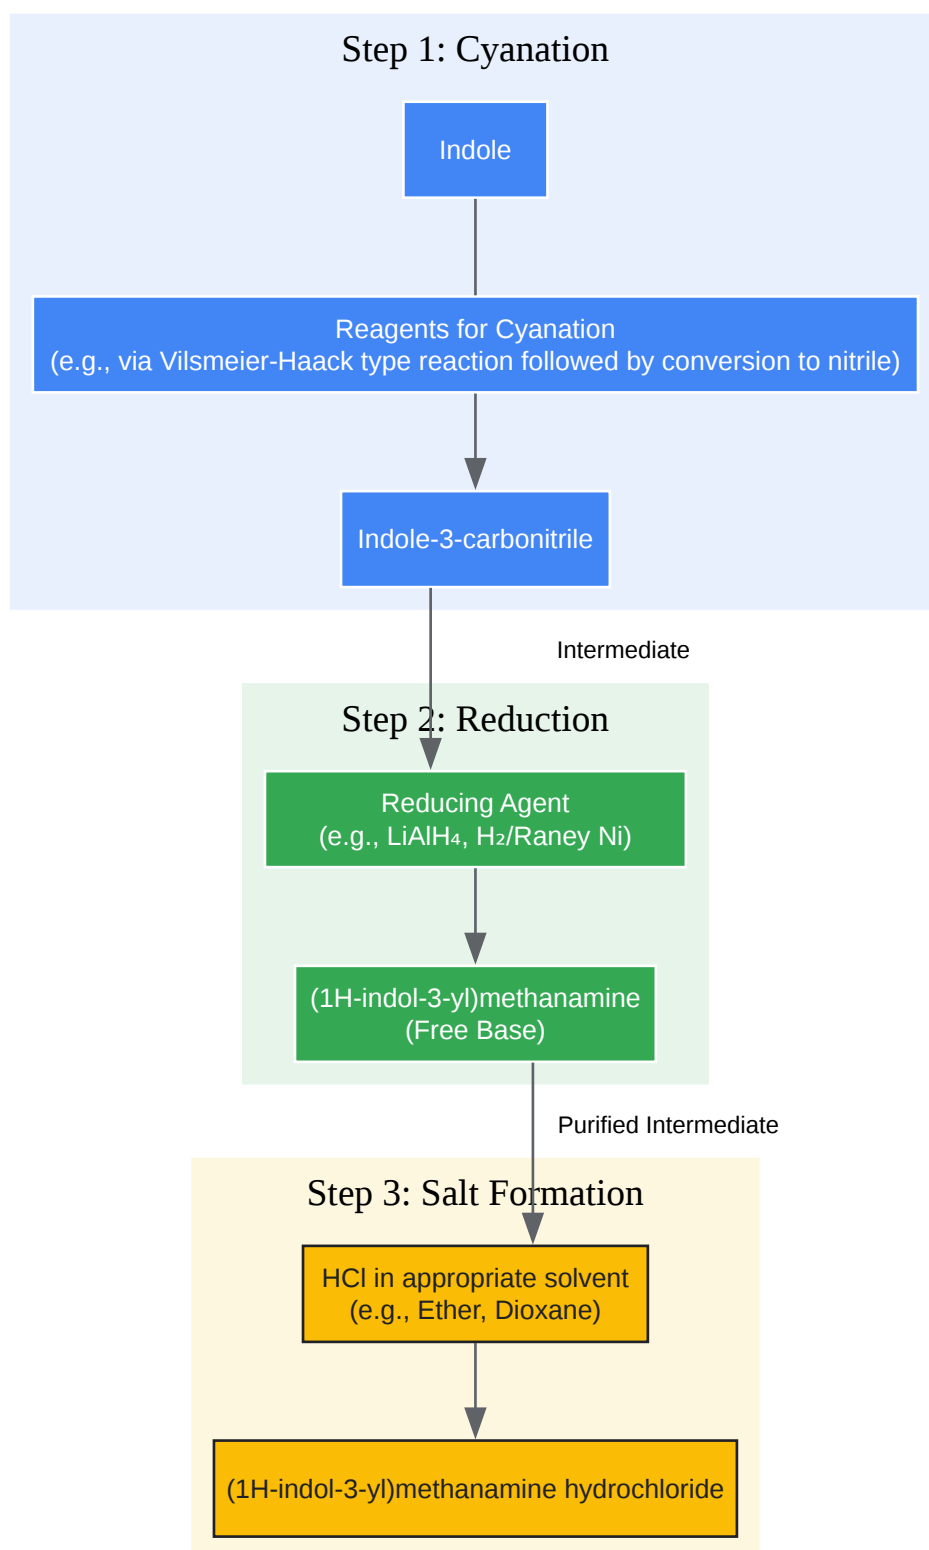 Step 1: Cyanation
Indole
Reagents for Cyanation
(e.g., via Vilsmeier-Haack type reaction followed by conversion to nitrile)
Indole-3-carbonitrile
Intermediate
Step 2: Reduction
Reducing Agent
(e.g., LiAlH₄, H₂/Raney Ni)
(1H-indol-3-yl)methanamine
(Free Base)
Purified Intermediate
Step 3: Salt Formation
HCl in appropriate solvent
(e.g., Ether, Dioxane)
(1H-indol-3-yl)methanamine hydrochloride